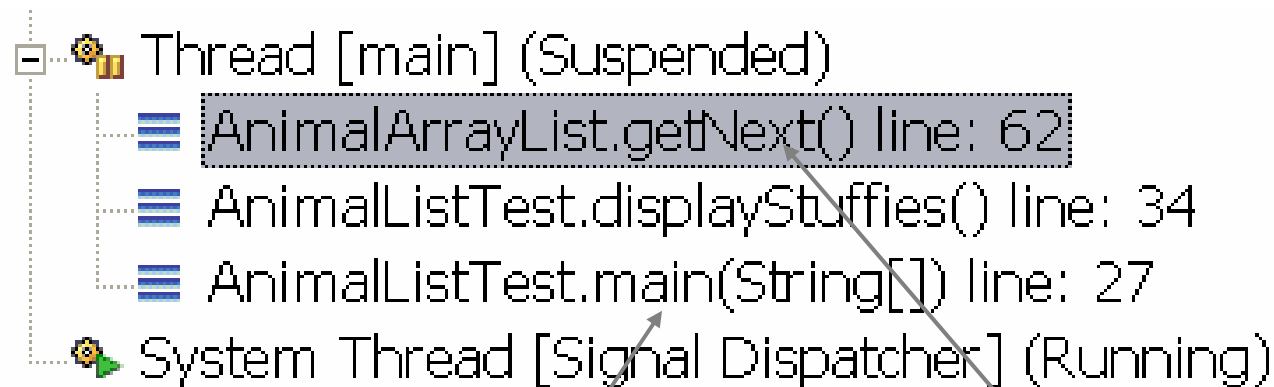 Thread [main] (Suspended)
AnimalArrayList.getNext() line: 62
AnimalListTest.displayStuffies() line: 34
AnimalListTest.main(String[]) line: 27
System Thread [Signal Dispatcher] (Running)